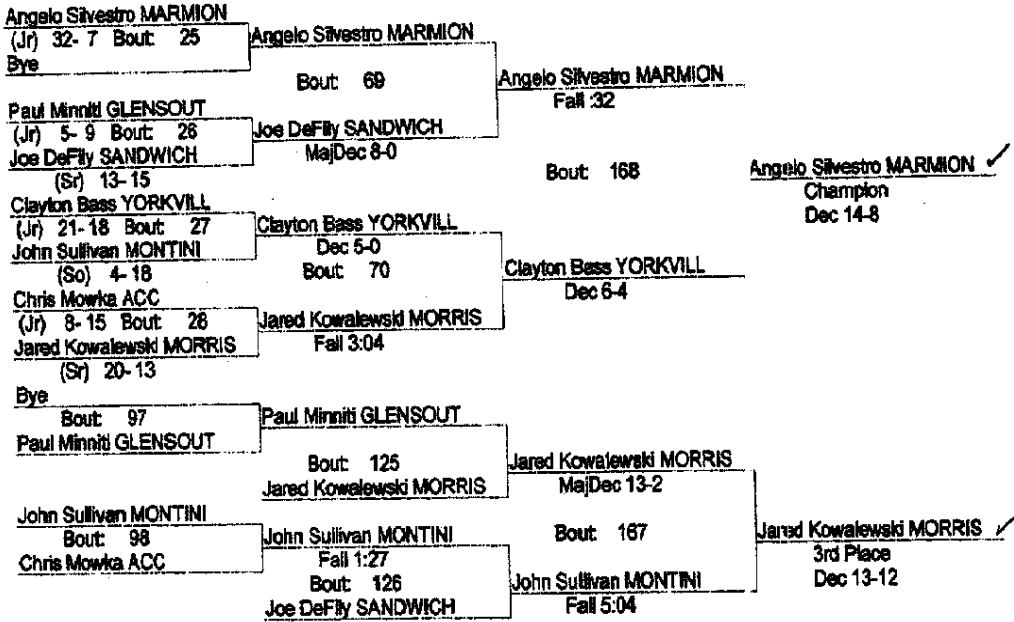 Angelo Silvestro MARMION
(Jr) 32- 7 Bout: 25
Bye
Angelo Silvestro MARMION
Bout: 69
Paul Minniti GLENSOUT
(Jr) 5- 9 Bout: 26
Joe DeFily SANDWICH
(Sr) 13- 15
Joe DeFily SANDWICH
MajDec 8-0
Angelo Silvestro MARMION
Fall :32
Bout: 168
Angelo Silvestro MARMION
Champion
Dec 14-8
Clayton Bass YORKVILL
(Jr) 21- 18 Bout: 27
John Sullivan MONTINI
(So) 4- 18
Clayton Bass YORKVILL
Dec 5-0
Bout: 70
Chris Mowka ACC
(Jr) 8- 15 Bout: 28
Jared Kowalewski MORRIS
(Sr) 20- 13
Jared Kowalewski MORRIS
Fall 3:04
Clayton Bass YORKVILL
Dec 6-4
Bye
Bout: 97
Paul Minniti GLENSOUT
Paul Minniti GLENSOUT
Bout: 125
Jared Kowalewski MORRIS
Jared Kowalewski MORRIS
MajDec 13-2
Bout: 167
John Sullivan MONTINI
Bout: 98
Chris Mowka ACC
John Sullivan MONTINI
Fall 1:27
Bout: 126
Joe DeFily SANDWICH
John Sullivan MONTINI
Fall 5:04
Jared Kowalewski MORRIS
3rd Place
Dec 13-12